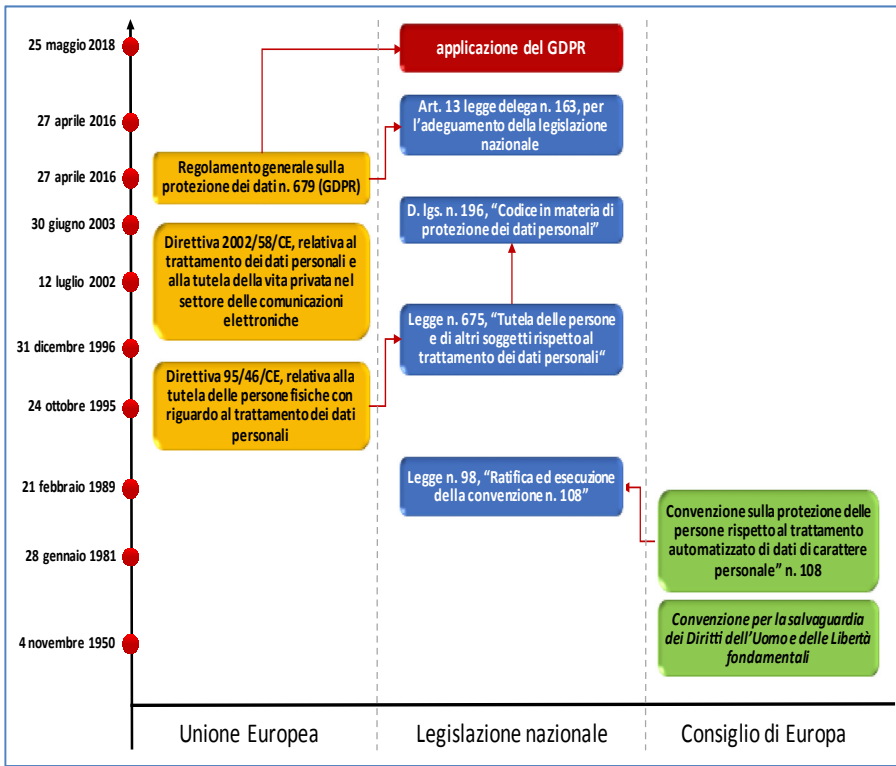 25 maggio 2018
applicazione del GDPR
27 aprile 2016
Art. 13 legge delega n. 163, per
l'adeguamento della legislazione
nazionale
27 aprile 2016
Regolamento generale sulla
protezione dei dati n. 679 (GDPR)
30 giugno 2003
D. lgs. n. 196, "Codice in materia di
protezione dei dati personali"
12 luglio 2002
Direttiva 2002/58/CE, relativa al
trattamento dei dati personali e
alla tutela della vita privata nel
settore delle comunicazioni
elettroniche
31 dicembre 1996
Legge n. 675, "Tutela delle persone
e di altri soggetti rispetto al
trattamento dei dati personali"
24 ottobre 1995
Direttiva 95/46/CE, relativa alla
tutela delle persone fisiche con
riguardo al trattamento dei dati
personali
21 febbraio 1989
Legge n. 98, "Ratifica ed esecuzione
della convenzione n. 108"
28 gennaio 1981
Convenzione sulla protezione delle
persone rispetto al trattamento
automatizzato di dati di carattere
personale" n. 108
4 novembre 1950
Convenzione per la salvaguardia
dei Diritti dell'Uomo e delle Libertà
fondamentali
Unione Europea
Legislazione nazionale
Consiglio di Europa